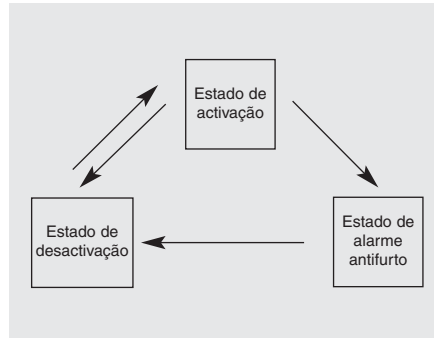 Estado de
activação
Estado de
desactivação
Estado de
alarme
antifurto